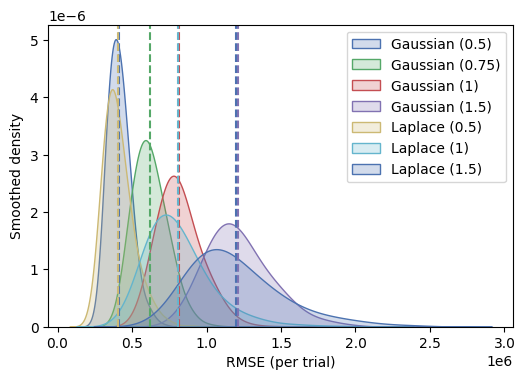 1e−6
5
4
3
2
1
0
Smoothed density
Gaussian (0.5)
Gaussian (0.75)
Gaussian (1)
Gaussian (1.5)
Laplace (0.5)
Laplace (1)
Laplace (1.5)
0.0 0.5 1.0 1.5 2.0 2.5 3.0
RMSE (per trial)
1e6